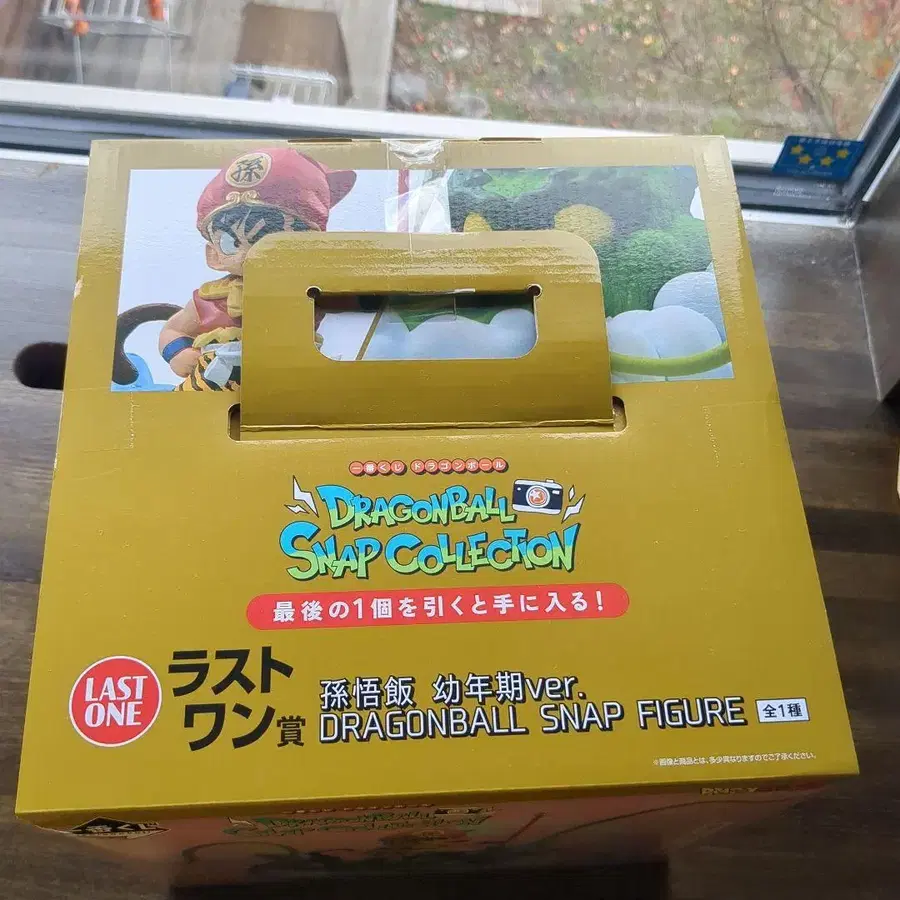 孫
一番くじ ドラゴンボール
DRAGONBALL
SNAP COLLECTION
最後の1個を引くと手に入る!
LAST
ONE
ラスト
ワン賞
孫悟飯 幼年期ver.
DRAGONBALL SNAP FIGURE 全1種
※画像と商品とは、多少異なりますのでご了承ください。
SNAP COLLECTION